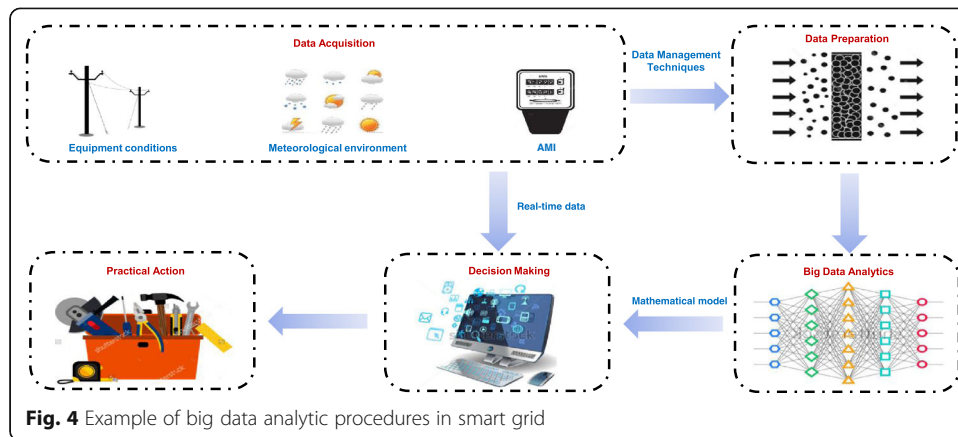 Data Acquisition
Equipment conditions
Meteorological environment
AMI
Data Management
Techniques
Data Preparation
Real-time data
Practical Action
Decision Making
Mathematical model
Big Data Analytics
Fig. 4 Example of big data analytic procedures in smart grid